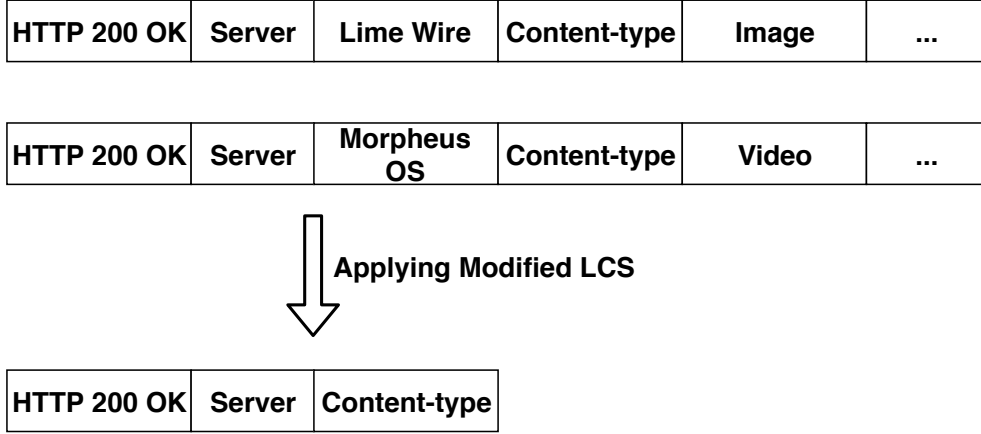 HTTP 200 OK Server Lime Wire Content-type Image ...
HTTP 200 OK Server Morpheus OS Content-type Video ...
Applying Modified LCS
HTTP 200 OK Server Content-type